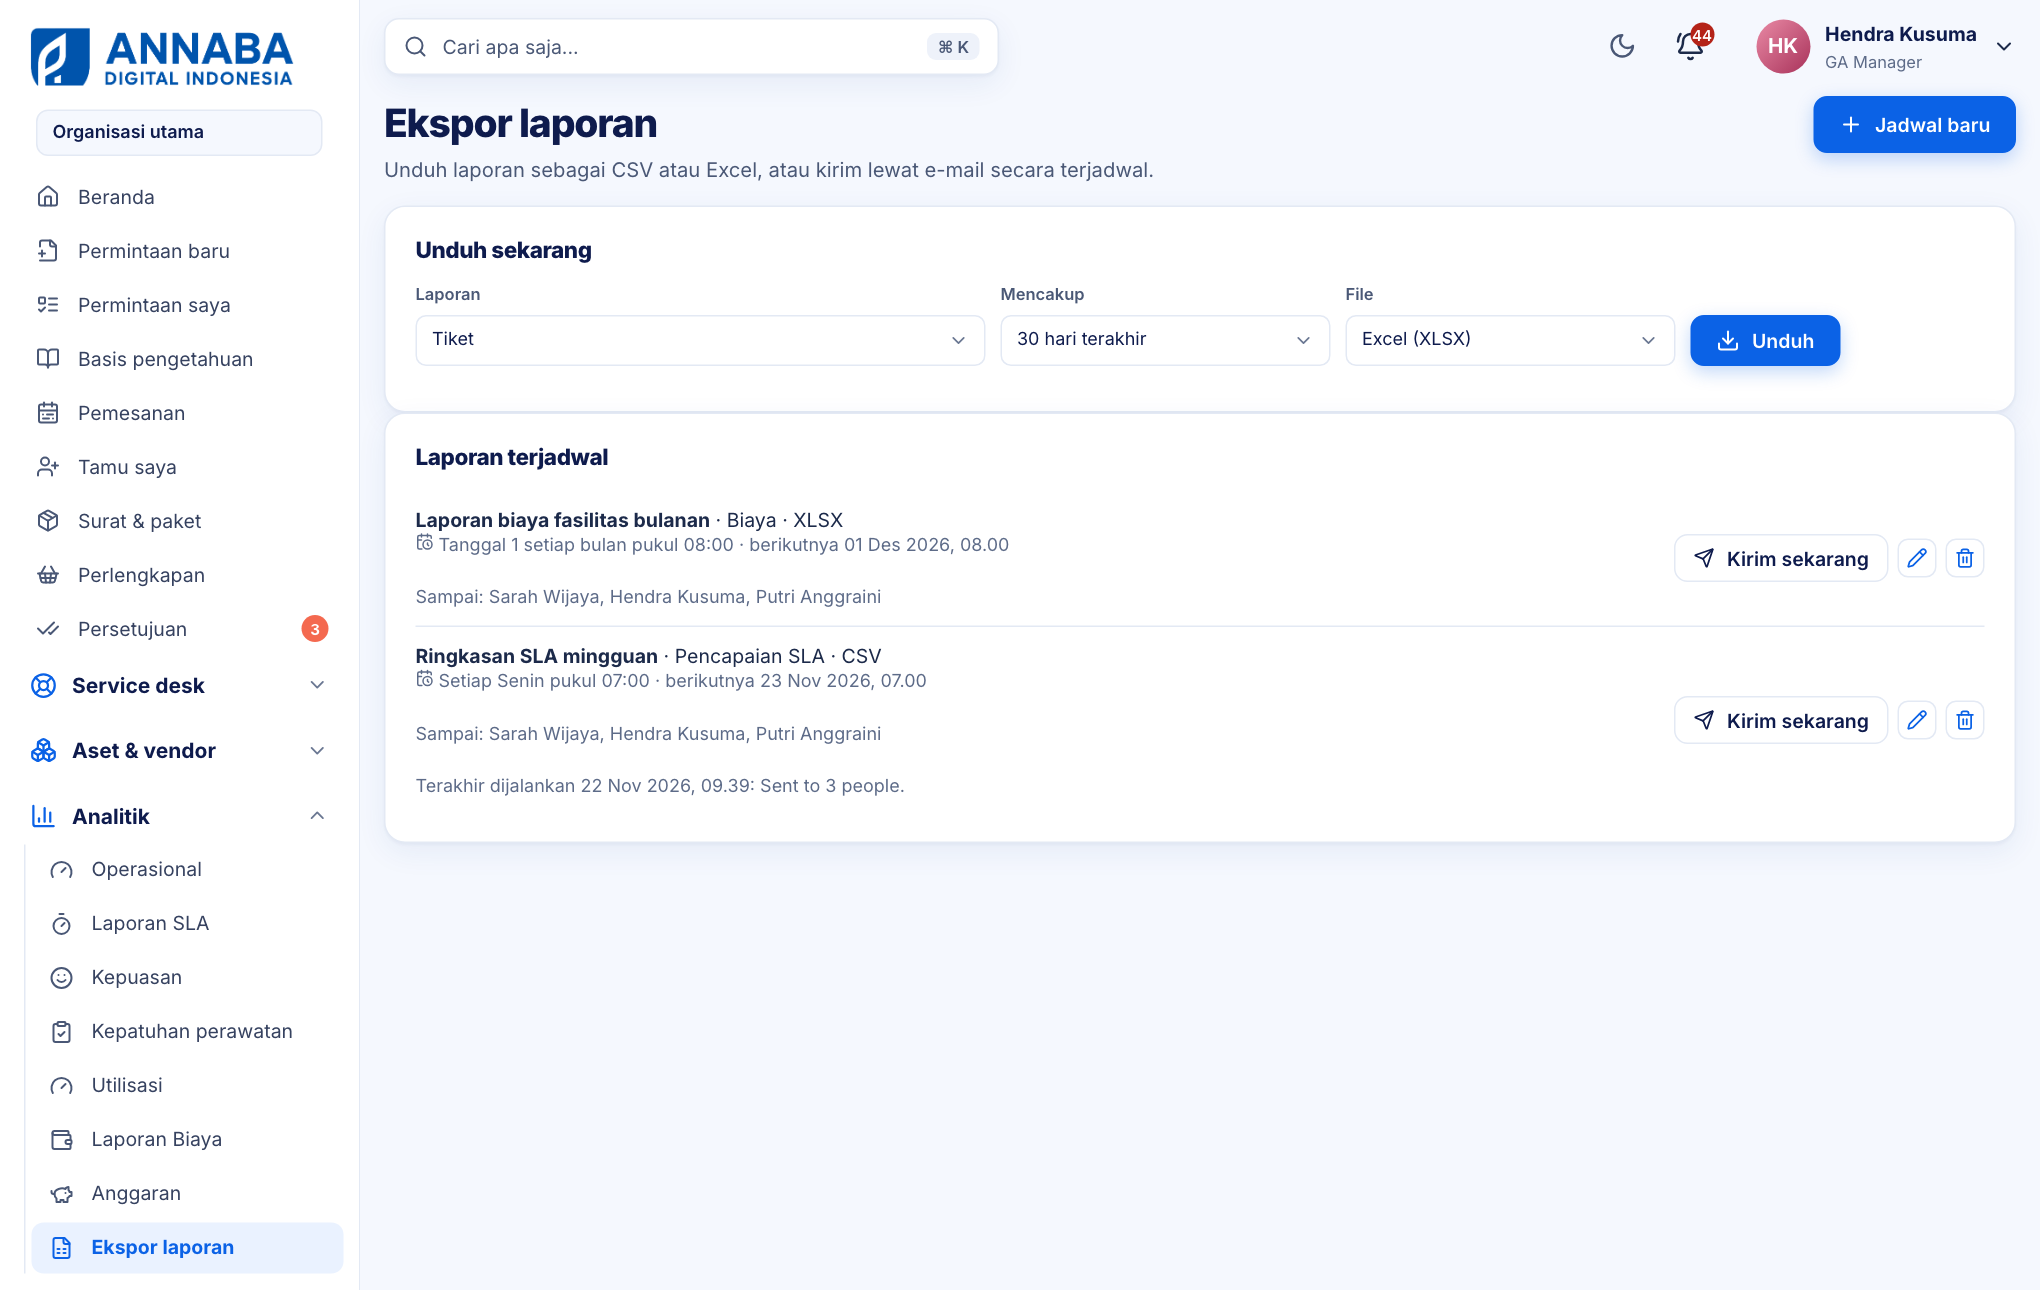 ANNABA
DIGITAL INDONESIA
Organisasi utama
Beranda
Permintaan baru
Permintaan saya
Basis pengetahuan
Pemesanan
Tamu saya
Surat & paket
Perlengkapan
Persetujuan 3
Service desk
Aset & vendor
Analitik
Operasional
Laporan SLA
Kepuasan
Kepatuhan perawatan
Utilisasi
Laporan Biaya
Anggaran
Ekspor laporan
Cari apa saja... ⌘ K
44
HK
Hendra Kusuma
GA Manager
Ekspor laporan
Unduh laporan sebagai CSV atau Excel, atau kirim lewat e-mail secara terjadwal.
Jadwal baru
Unduh sekarang
Laporan Mencakup File
Tiket 30 hari terakhir Excel (XLSX) Unduh
Laporan terjadwal
Laporan biaya fasilitas bulanan · Biaya · XLSX
Tanggal 1 setiap bulan pukul 08:00 · berikutnya 01 Des 2026, 08.00
Sampai: Sarah Wijaya, Hendra Kusuma, Putri Anggraini
Kirim sekarang
Ringkasan SLA mingguan · Pencapaian SLA · CSV
Setiap Senin pukul 07:00 · berikutnya 23 Nov 2026, 07.00
Sampai: Sarah Wijaya, Hendra Kusuma, Putri Anggraini
Terakhir dijalankan 22 Nov 2026, 09.39: Sent to 3 people.
Kirim sekarang